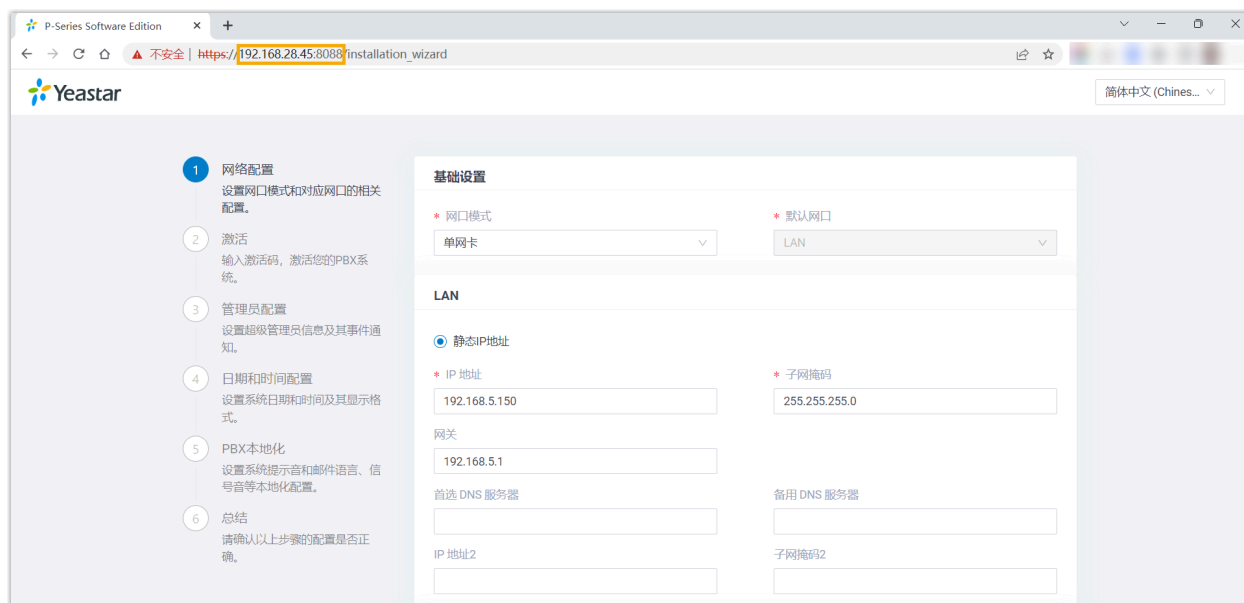 P-Series Software Edition
不安全 | https://192.168.28.45:8088/installation_wizard
Yeastar
简体中文 (Chines...
1 网络配置
设置网口模式和对应网口的相关
配置。
2 激活
输入激活码，激活您的PBX系
统。
3 管理员配置
设置超级管理员信息及其事件通
知。
4 日期和时间配置
设置系统日期和时间及其显示格
式。
5 PBX本地化
设置系统提示音和邮件语言、信
号音等本地化配置。
6 总结
请确认以上步骤的配置是否正
确。
基础设置
* 网口模式
单网卡
* 默认网口
LAN
LAN
静态IP地址
* IP 地址
192.168.5.150
* 子网掩码
255.255.255.0
网关
192.168.5.1
首选 DNS 服务器
备用 DNS 服务器
IP 地址2
子网掩码2